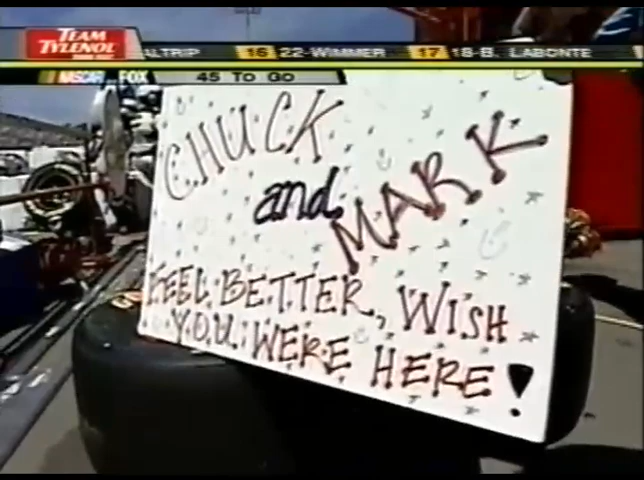 TEAM TYLENOL
ALTRIP 16 22-WIMMER 17 18-B. LABONTE
NASCAR FOX 45 TO GO
CHUCK
and
MARK
FEEL BETTER, WISH
YOU WERE HERE!